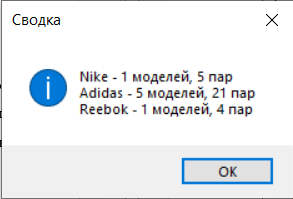 Сводка
Nike - 1 моделей, 5 пар
Adidas - 5 моделей, 21 пар
Reebok - 1 моделей, 4 пар
OK